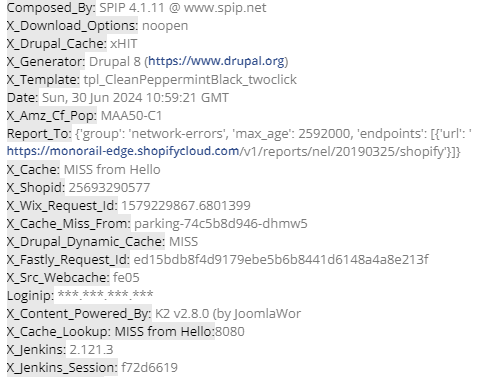 Composed_By: SPIP 4.1.11 @ www.spip.net
X_Download_Options: noopen
X_Drupal_Cache: xHIT
X_Generator: Drupal 8 (https://www.drupal.org)
X_Template: tpl_CleanPeppermintBlack_twoclick
Date: Sun, 30 Jun 2024 10:59:21 GMT
X_Amz_Cf_Pop: MAA50-C1
Report_To: {'group': 'network-errors', 'max_age': 2592000, 'endpoints': [{'url': '
https://monorail-edge.shopifycloud.com/v1/reports/nel/20190325/shopify'}]}
X_Cache: MISS from Hello
X_Shopid: 25693290577
X_Wix_Request_Id: 1579229867.6801399
X_Cache_Miss_From: parking-74c5b8d946-dhmw5
X_Drupal_Dynamic_Cache: MISS
X_Fastly_Request_Id: ed15bdb8f4d9179ebe5b6b8441d6148a4a8e213f
X_Src_Webcache: fe05
Loginip: ***.***.***.***
X_Content_Powered_By: K2 v2.8.0 (by JoomlaWor
X_Cache_Lookup: MISS from Hello:8080
X_Jenkins: 2.121.3
X_Jenkins_Session: f72d6619